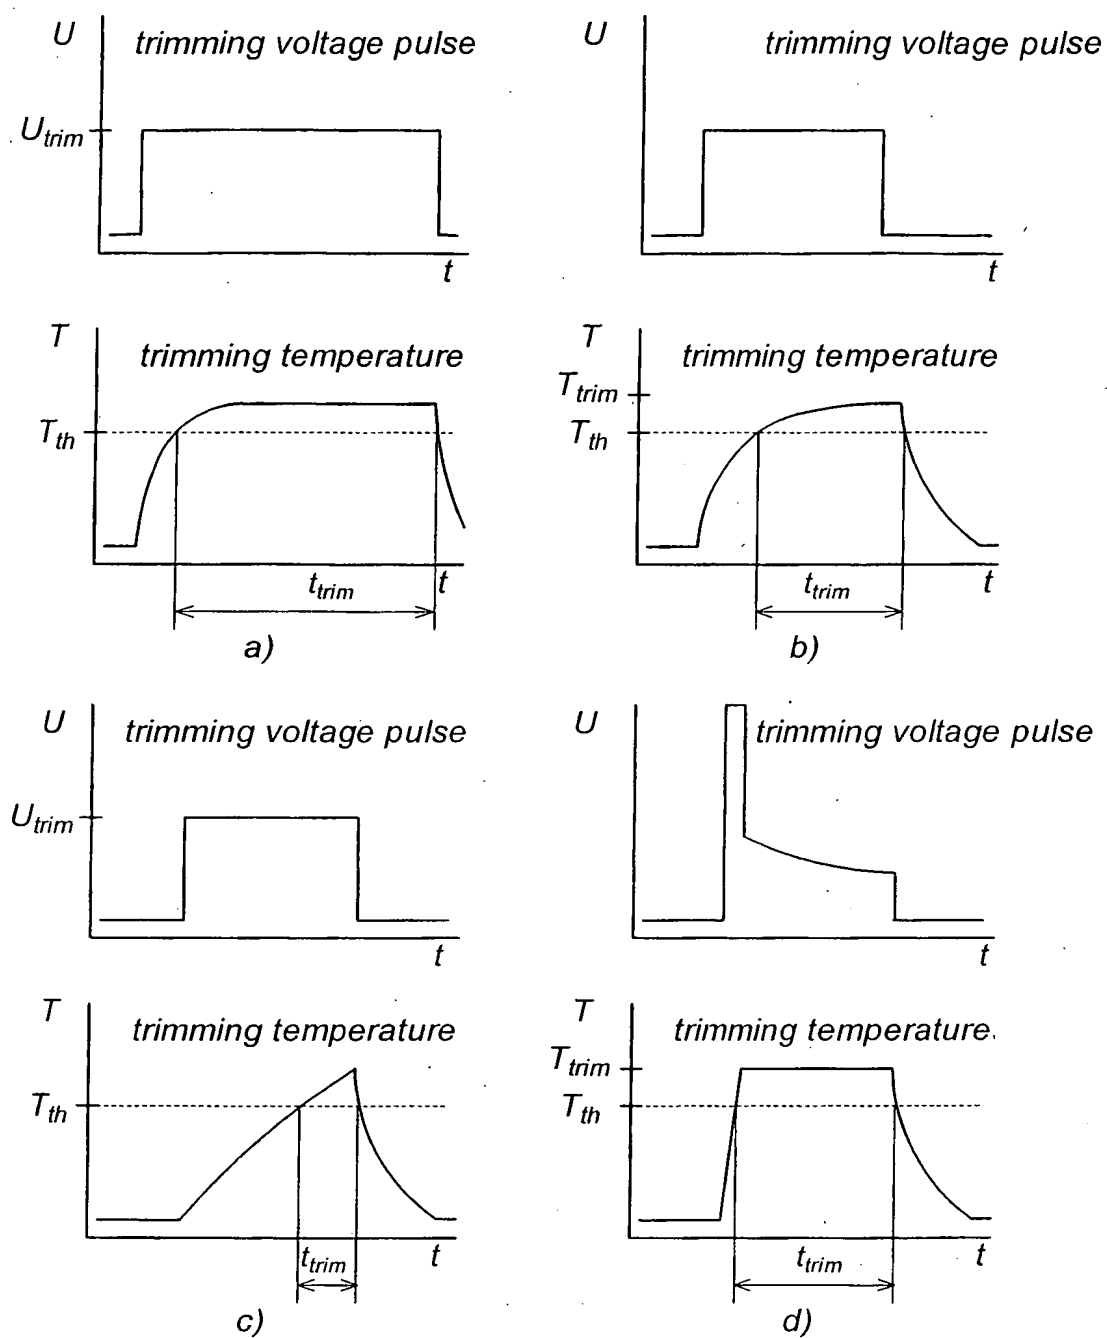 U trimming voltage pulse
U_trim
t
T trimming temperature
T_th
t_trim t
a)
U trimming voltage pulse
t
T trimming temperature
T_trim
T_th
t_trim t
b)
U trimming voltage pulse
U_trim
t
T trimming temperature
T_th
t_trim t
c)
U trimming voltage pulse
t
T trimming temperature
T_trim
T_th
t_trim t
d)